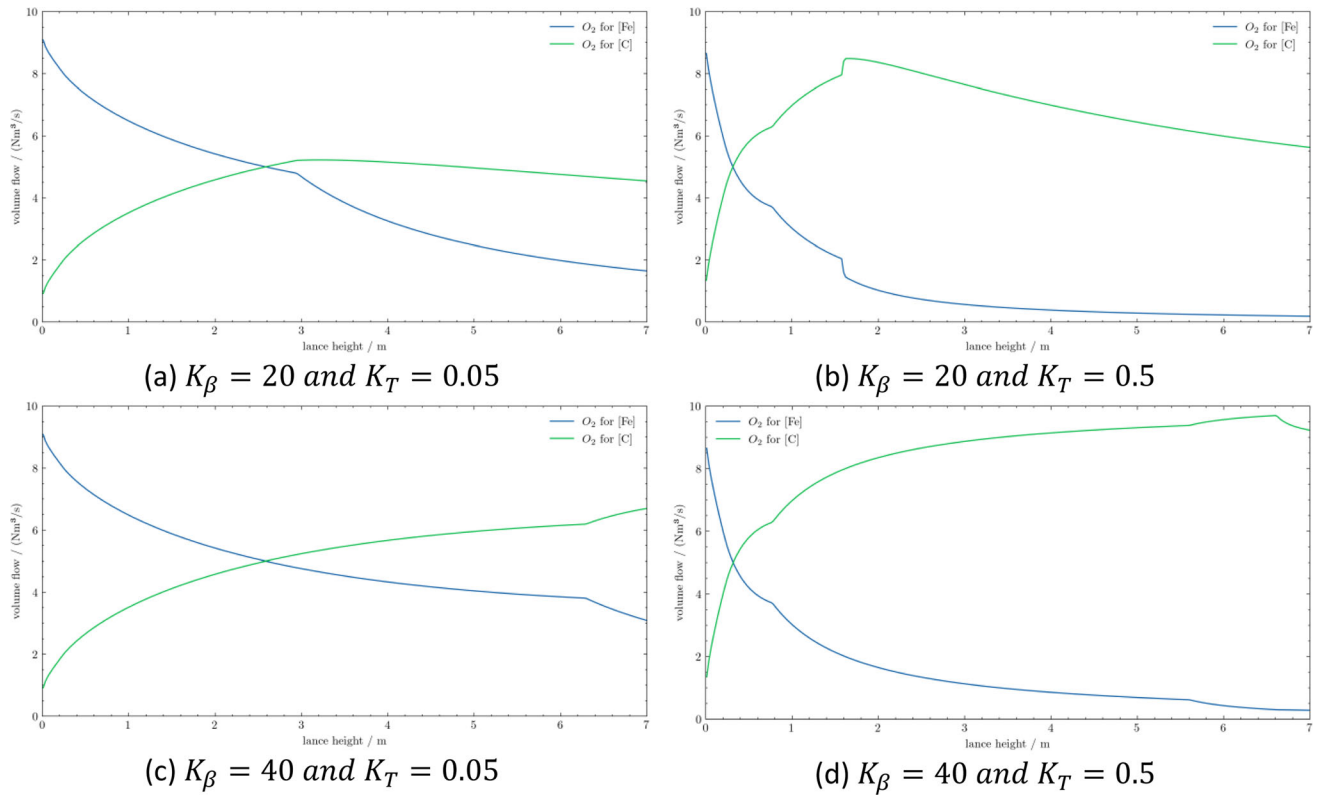 10
8
6
4
2
0
volume flow / (Nm³/s)
O₂ for [Fe]
O₂ for [C]
0 1 2 3 4 5 6 7
lance height / m
(a) K_β = 20 and K_T = 0.05
10
8
6
4
2
0
volume flow / (Nm³/s)
O₂ for [Fe]
O₂ for [C]
0 1 2 3 4 5 6 7
lance height / m
(b) K_β = 20 and K_T = 0.5
10
8
6
4
2
0
volume flow / (Nm³/s)
O₂ for [Fe]
O₂ for [C]
0 1 2 3 4 5 6 7
lance height / m
(c) K_β = 40 and K_T = 0.05
10
8
6
4
2
0
volume flow / (Nm³/s)
O₂ for [Fe]
O₂ for [C]
0 1 2 3 4 5 6 7
lance height / m
(d) K_β = 40 and K_T = 0.5